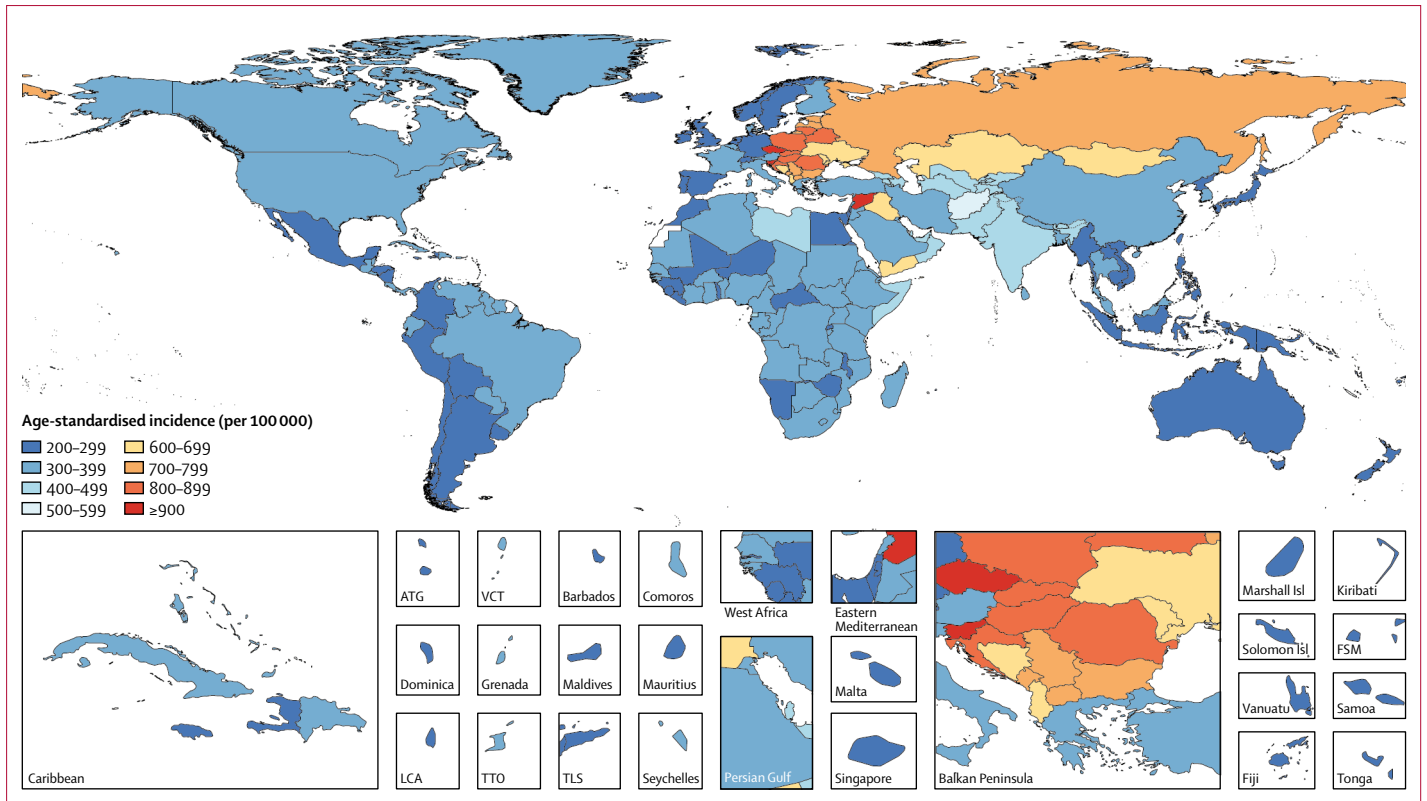 Age-standardised incidence (per 100 000)
200–299
300–399
400–499
500–599
600–699
700–799
800–899
≥900
Caribbean
ATG
VCT
Barbados
Comoros
West Africa
Eastern
Mediterranean
Dominica
Grenada
Maldives
Mauritius
Malta
LCA
TTO
TLS
Seychelles
Persian Gulf
Singapore
Balkan Peninsula
Marshall Isl
Kiribati
Solomon Isl
FSM
Vanuatu
Samoa
Fiji
Tonga